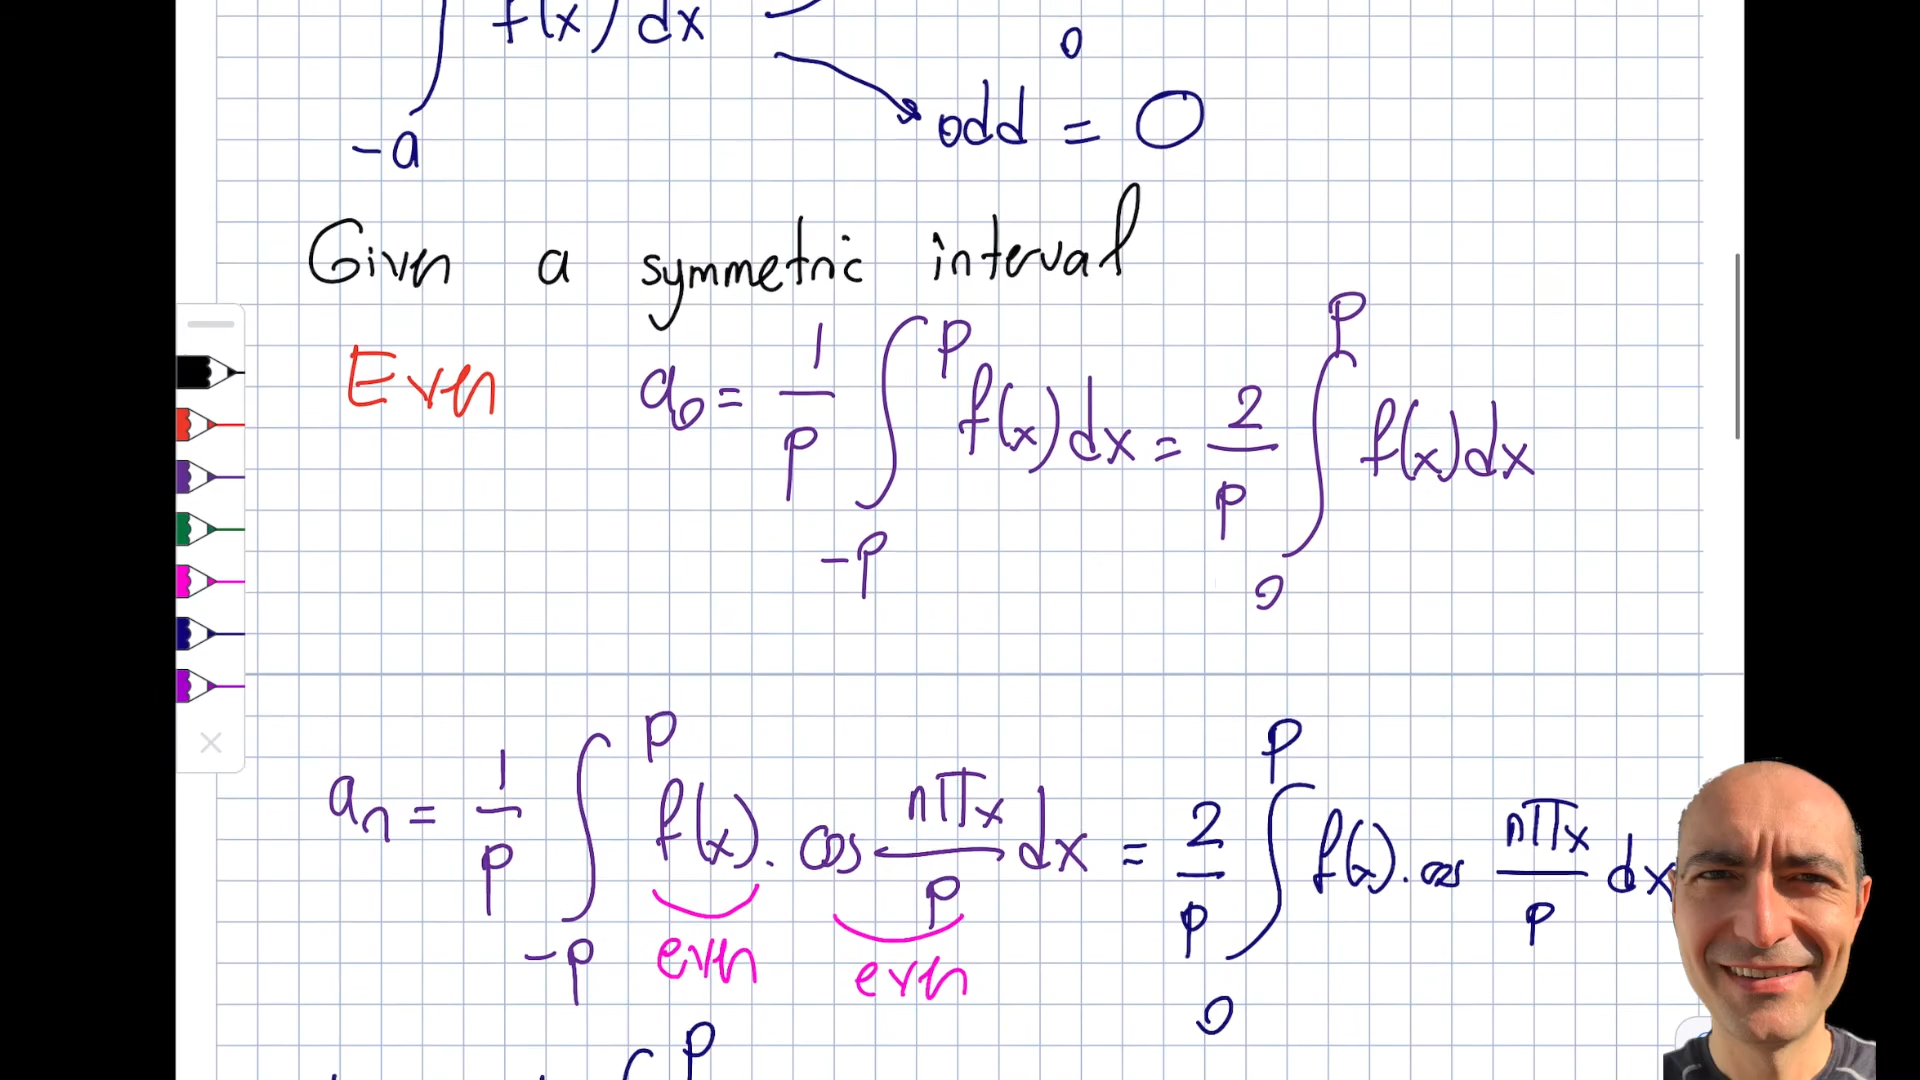 ∫ f(x) dx
-a
0
odd = 0
Given a symmetric interval
Even a₀ = 1/p ∫_{-p}^{p} f(x)dx = 2/p ∫_{0}^{p} f(x)dx
aₙ = 1/p ∫_{-p}^{p} f(x). cos nπx/p dx = 2/p ∫_{0}^{p} f(x). cos nπx/p dx
even even
p